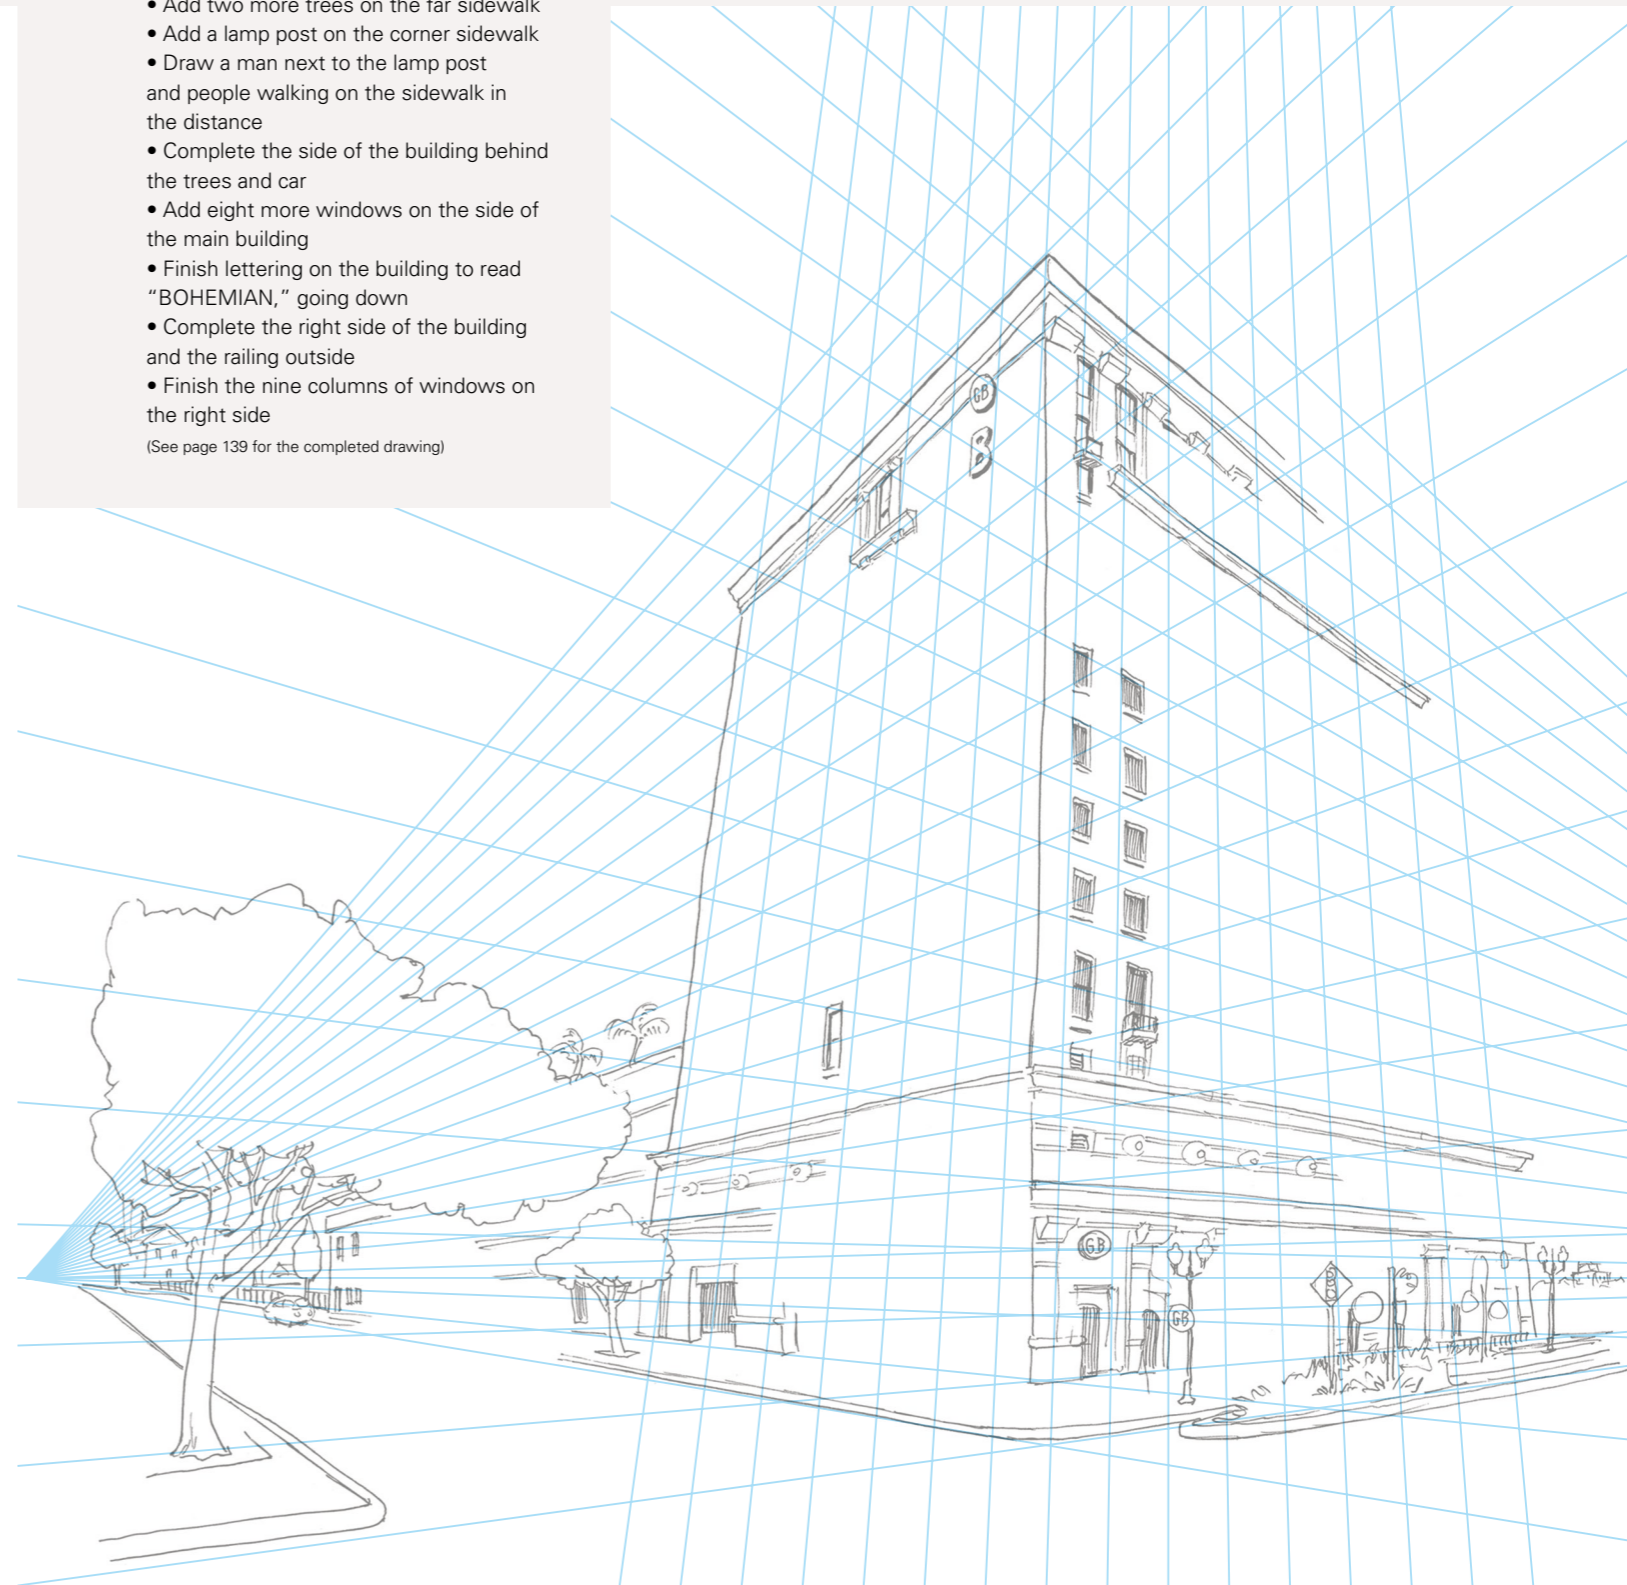 • Add two more trees on the far sidewalk
• Add a lamp post on the corner sidewalk
• Draw a man next to the lamp post
and people walking on the sidewalk in
the distance
• Complete the side of the building behind
the trees and car
• Add eight more windows on the side of
the main building
• Finish lettering on the building to read
“BOHEMIAN,” going down
• Complete the right side of the building
and the railing outside
• Finish the nine columns of windows on
the right side
(See page 139 for the completed drawing)
GB
B
GB
GB